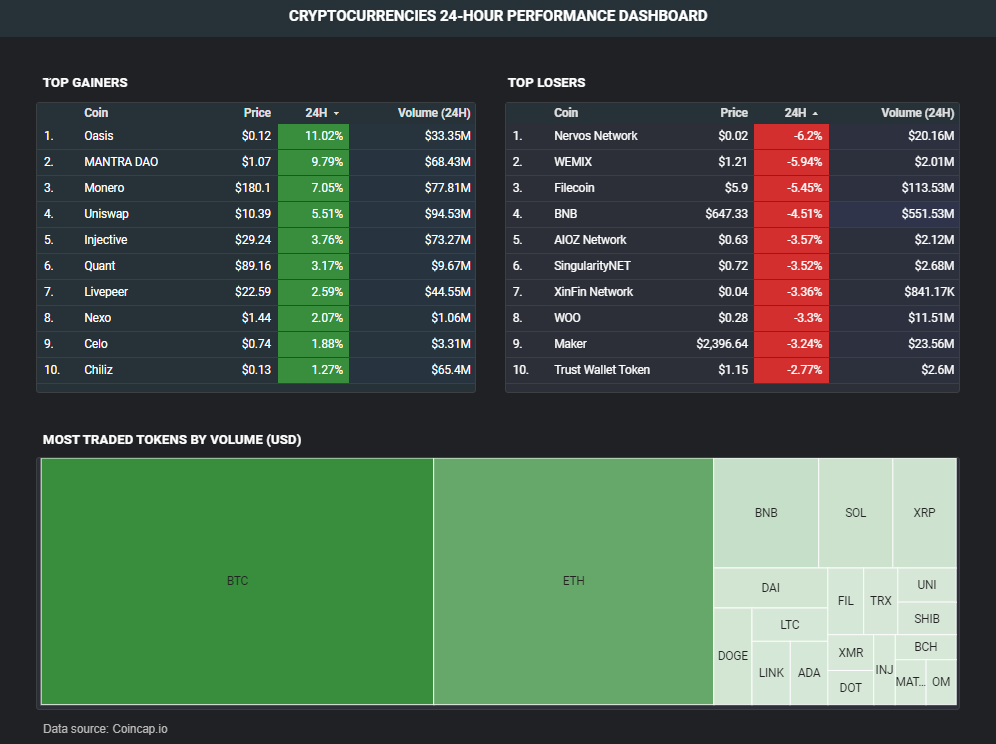 CRYPTOCURRENCIES 24-HOUR PERFORMANCE DASHBOARD
TOP GAINERS
Coin Price 24H Volume (24H)
1. Oasis $0.12 11.02% $33.35M
2. MANTRA DAO $1.07 9.79% $68.43M
3. Monero $180.1 7.05% $77.81M
4. Uniswap $10.39 5.51% $94.53M
5. Injective $29.24 3.76% $73.27M
6. Quant $89.16 3.17% $9.67M
7. Livepeer $22.59 2.59% $44.55M
8. Nexo $1.44 2.07% $1.06M
9. Celo $0.74 1.88% $3.31M
10. Chiliz $0.13 1.27% $65.4M
TOP LOSERS
Coin Price 24H Volume (24H)
1. Nervos Network $0.02 -6.2% $20.16M
2. WEMIX $1.21 -5.94% $2.01M
3. Filecoin $5.9 -5.45% $113.53M
4. BNB $647.33 -4.51% $551.53M
5. AIOZ Network $0.63 -3.57% $2.12M
6. SingularityNET $0.72 -3.52% $2.68M
7. XinFin Network $0.04 -3.36% $841.17K
8. WOO $0.28 -3.3% $11.51M
9. Maker $2,396.64 -3.24% $23.56M
10. Trust Wallet Token $1.15 -2.77% $2.6M
MOST TRADED TOKENS BY VOLUME (USD)
BTC
ETH
BNB
SOL
XRP
DAI
DOGE
LTC
LINK
ADA
FIL
TRX
UNI
SHIB
XMR
DOT
INJ
BCH
MAT...
OM
Data source: Coincap.io